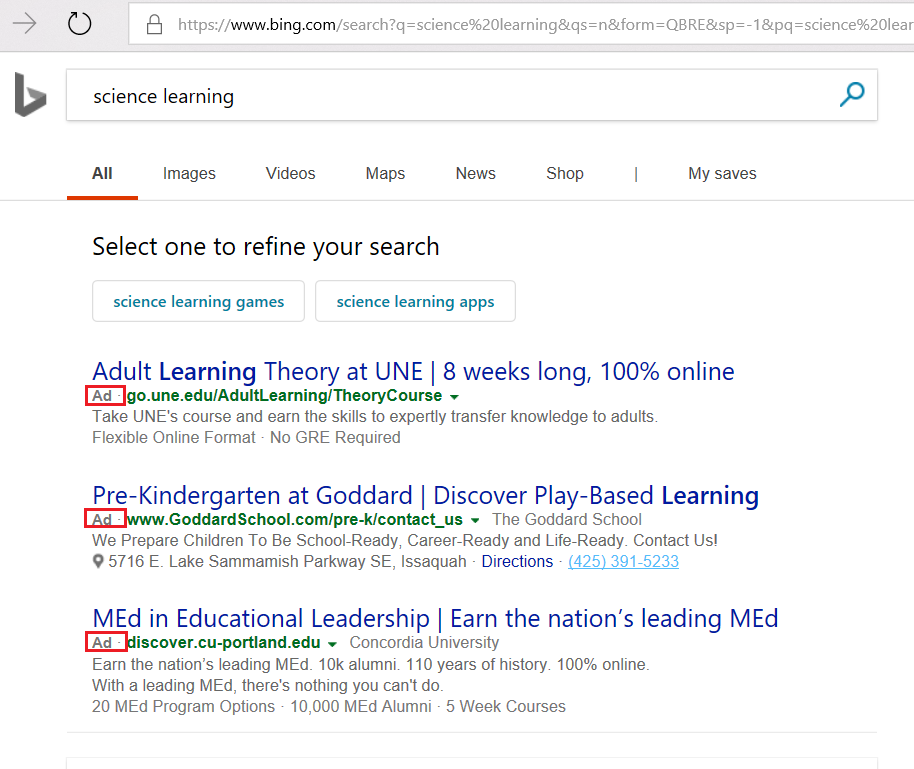 https://www.bing.com/search?q=science%20learning&qs=n&form=QBRE&sp=-1&pq=science%20lear
science learning
All Images Videos Maps News Shop | My saves
Select one to refine your search
science learning games science learning apps
Adult Learning Theory at UNE | 8 weeks long, 100% online
Ad · go.une.edu/AdultLearning/TheoryCourse
Take UNE's course and earn the skills to expertly transfer knowledge to adults.
Flexible Online Format · No GRE Required
Pre-Kindergarten at Goddard | Discover Play-Based Learning
Ad · www.GoddardSchool.com/pre-k/contact_us The Goddard School
We Prepare Children To Be School-Ready, Career-Ready and Life-Ready. Contact Us!
5716 E. Lake Sammamish Parkway SE, Issaquah · Directions · (425) 391-5233
MEd in Educational Leadership | Earn the nation’s leading MEd
Ad · discover.cu-portland.edu Concordia University
Earn the nation’s leading MEd. 10k alumni. 110 years of history. 100% online.
With a leading MEd, there's nothing you can't do.
20 MEd Program Options · 10,000 MEd Alumni · 5 Week Courses